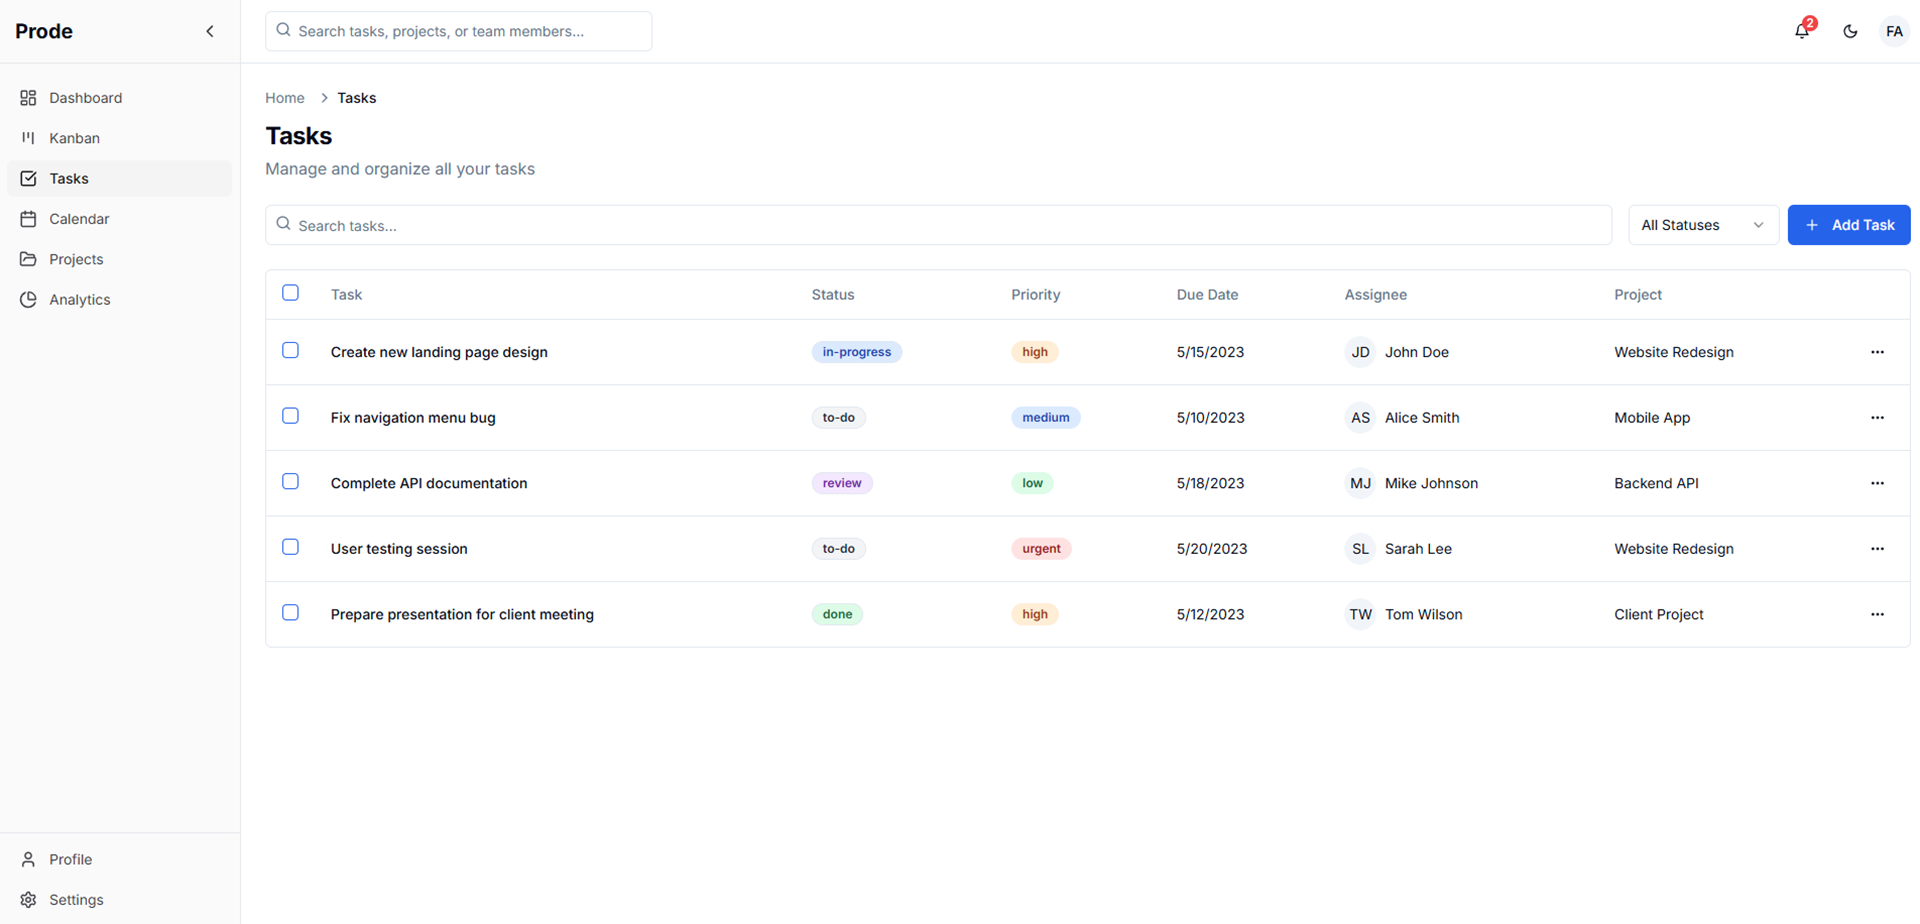 Prode
Search tasks, projects, or team members...
2
FA
Dashboard
Kanban
Tasks
Calendar
Projects
Analytics
Profile
Settings
Home > Tasks
Tasks
Manage and organize all your tasks
Search tasks...
All Statuses
+ Add Task
Task Status Priority Due Date Assignee Project
Create new landing page design in-progress high 5/15/2023 JD John Doe Website Redesign ...
Fix navigation menu bug to-do medium 5/10/2023 AS Alice Smith Mobile App ...
Complete API documentation review low 5/18/2023 MJ Mike Johnson Backend API ...
User testing session to-do urgent 5/20/2023 SL Sarah Lee Website Redesign ...
Prepare presentation for client meeting done high 5/12/2023 TW Tom Wilson Client Project ...